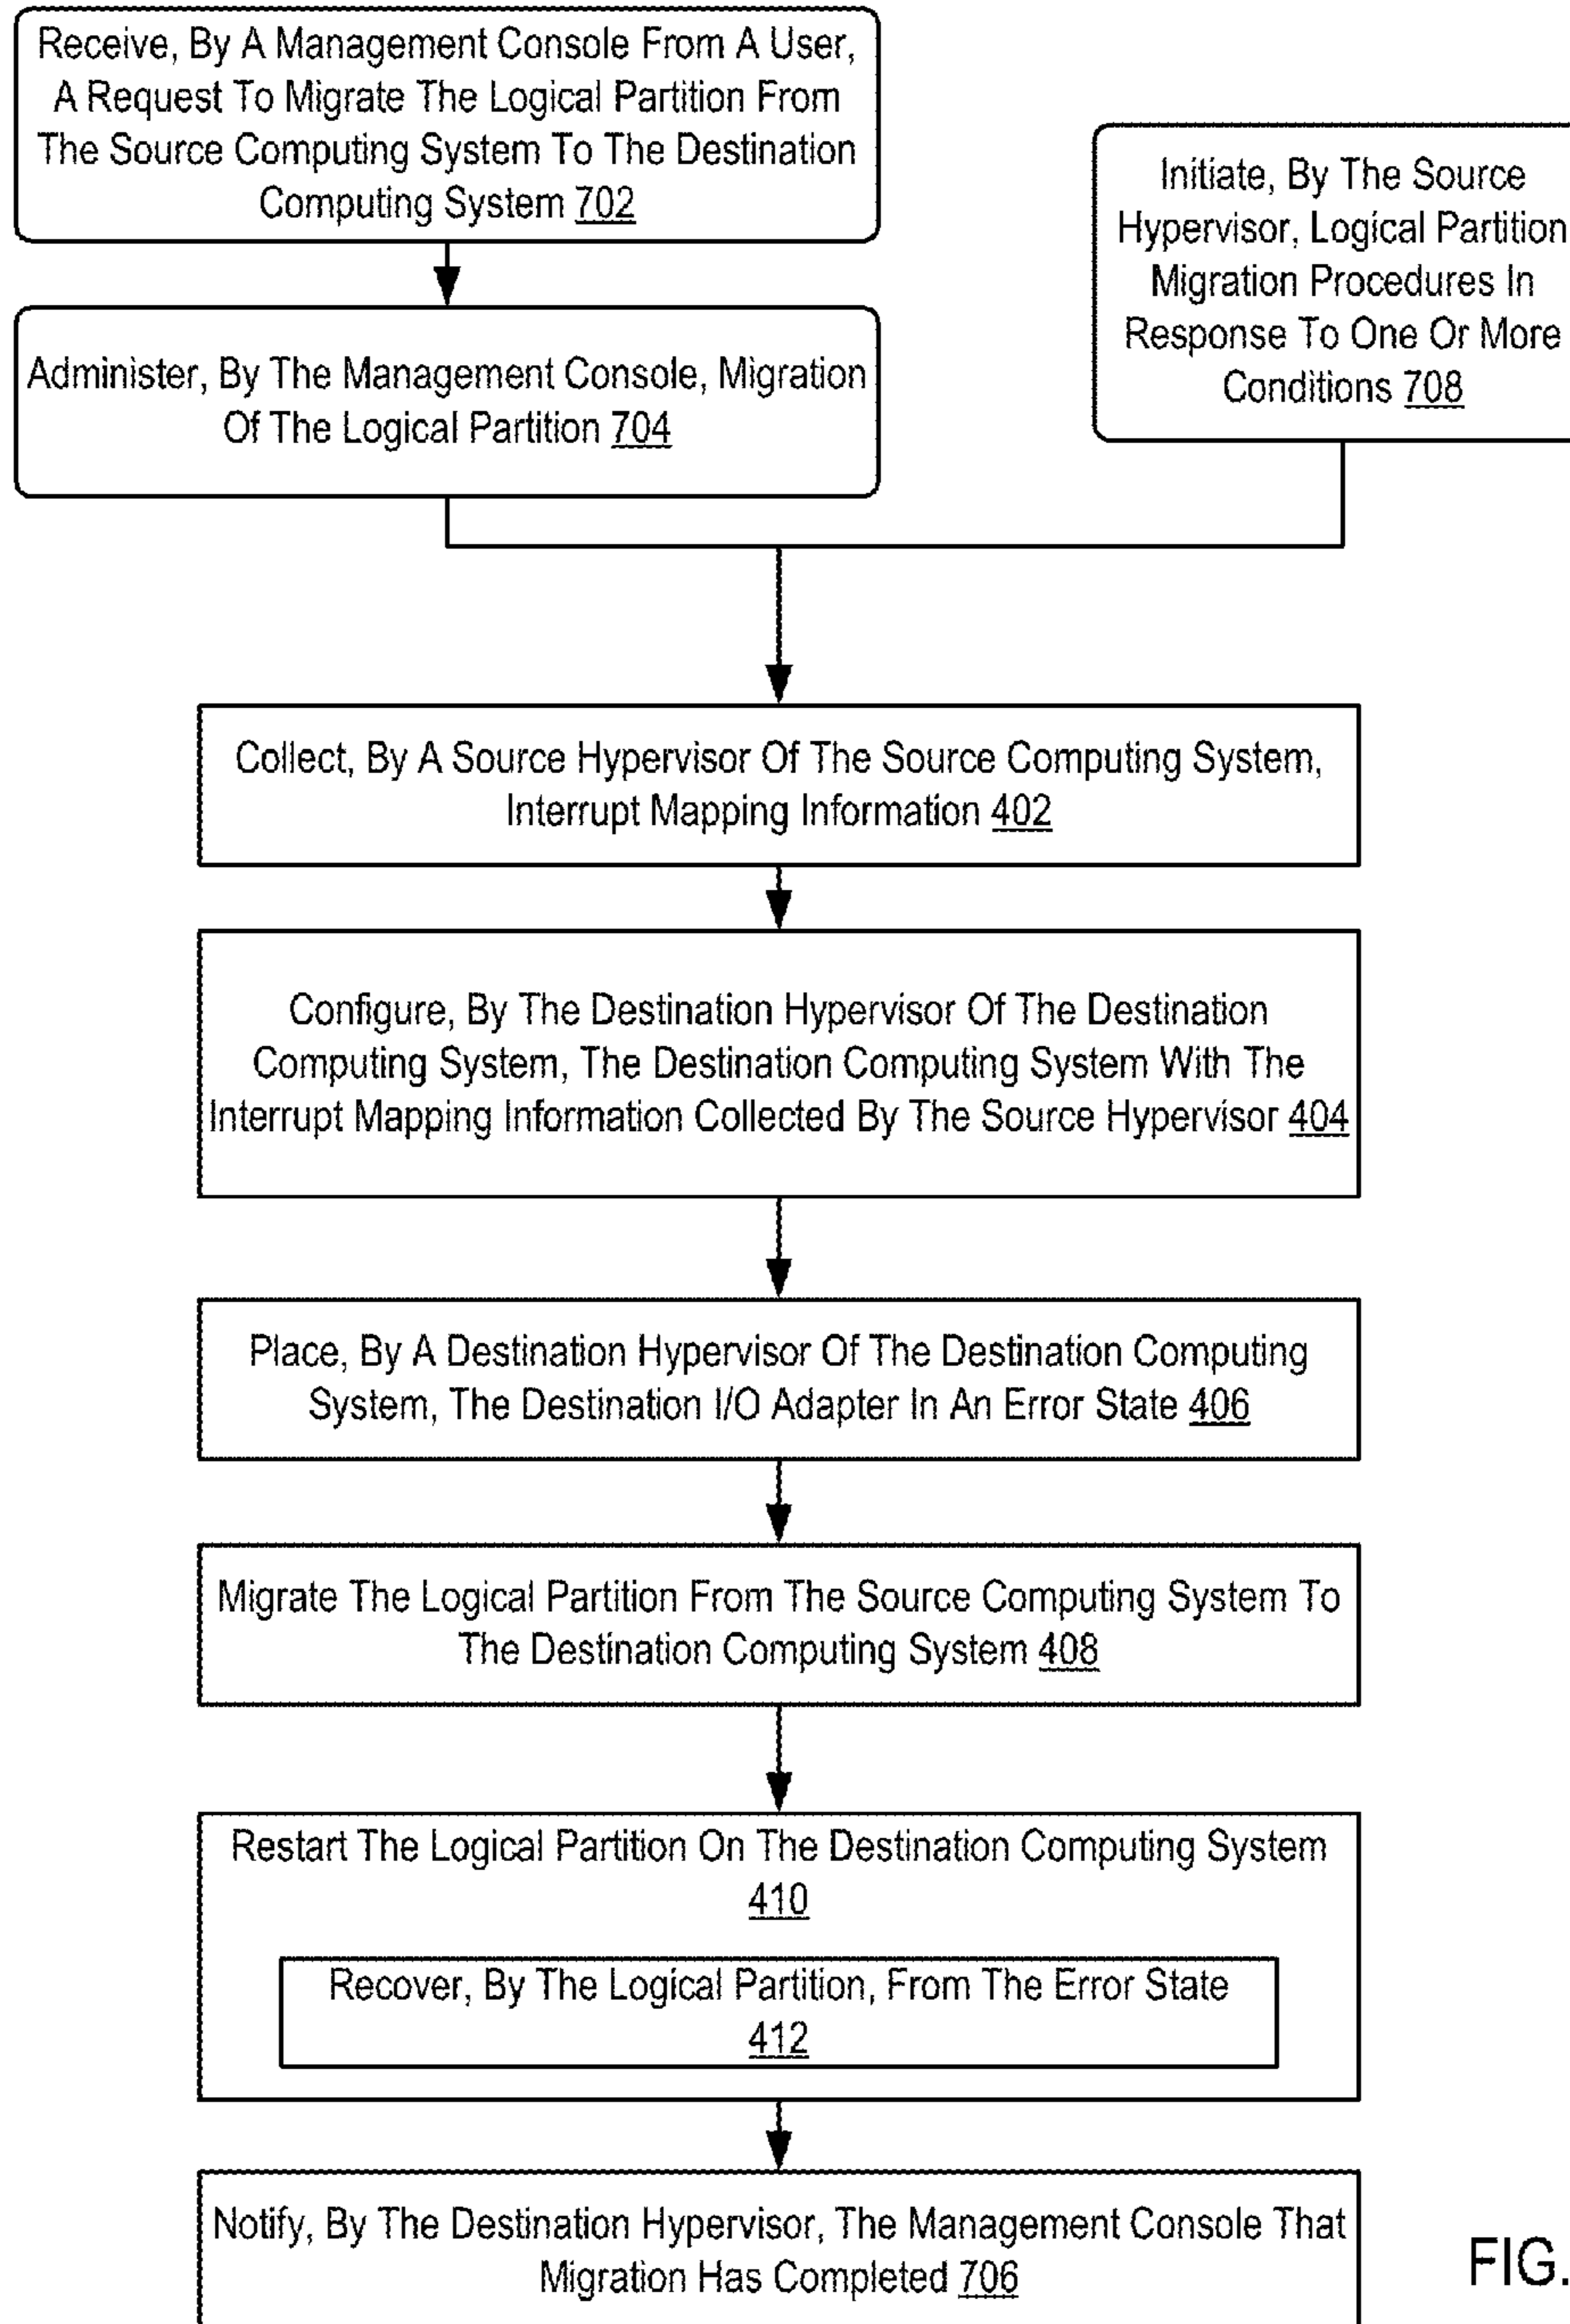 Receive, By A Management Console From A User,
A Request To Migrate The Logical Partition From
The Source Computing System To The Destination
Computing System 702
Administer, By The Management Console, Migration
Of The Logical Partition 704
Initiate, By The Source
Hypervisor, Logical Partition
Migration Procedures In
Response To One Or More
Conditions 708
Collect, By A Source Hypervisor Of The Source Computing System,
Interrupt Mapping Information 402
Configure, By The Destination Hypervisor Of The Destination
Computing System, The Destination Computing System With The
Interrupt Mapping Information Collected By The Source Hypervisor 404
Place, By A Destination Hypervisor Of The Destination Computing
System, The Destination I/O Adapter In An Error State 406
Migrate The Logical Partition From The Source Computing System To
The Destination Computing System 408
Restart The Logical Partition On The Destination Computing System
410
Recover, By The Logical Partition, From The Error State
412
Notify, By The Destination Hypervisor, The Management Console That
Migration Has Completed 706
FIG.